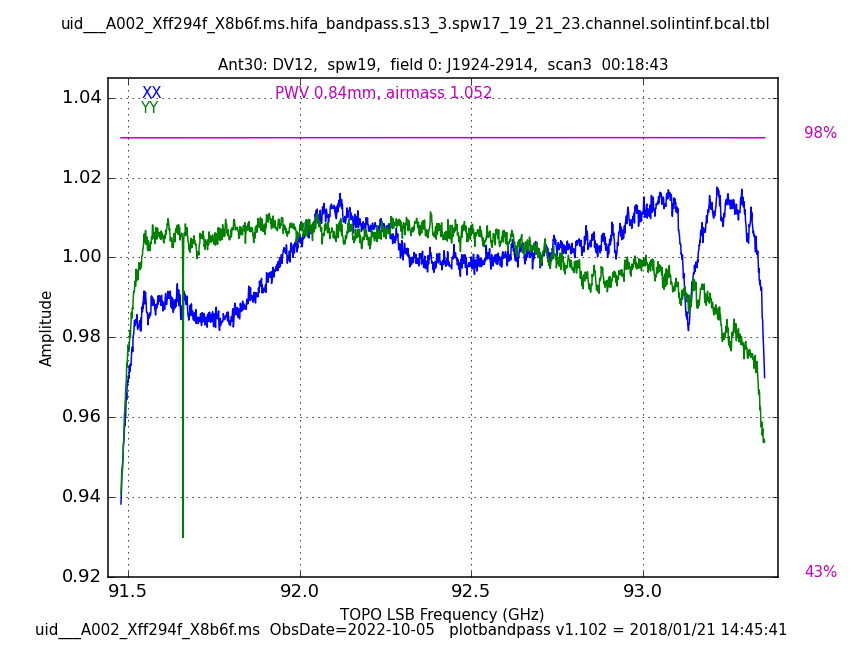 uid___A002_Xff294f_X8b6f.ms.hifa_bandpass.s13_3.spw17_19_21_23.channel.solintinf.bcal.tbl
Ant30: DV12,  spw19,  field 0: J1924-2914,  scan3  00:18:43
XX
PWV 0.84mm, airmass 1.052
YY
98%
43%
1.04
1.02
1.00
0.98
0.96
0.94
0.92
Amplitude
91.5 92.0 92.5 93.0
TOPO LSB Frequency (GHz)
uid___A002_Xff294f_X8b6f.ms  ObsDate=2022-10-05   plotbandpass v1.102 = 2018/01/21 14:45:41